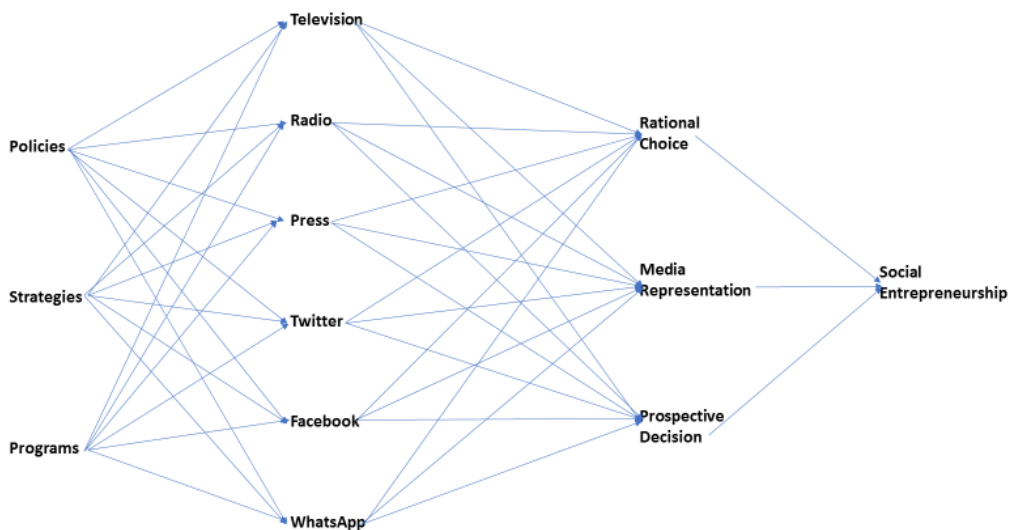 Television
Radio
Rational
Choice
Policies
Press
Media
Representation
Social
Entrepreneurship
Strategies
Twitter
Facebook
Prospective
Decision
Programs
WhatsApp